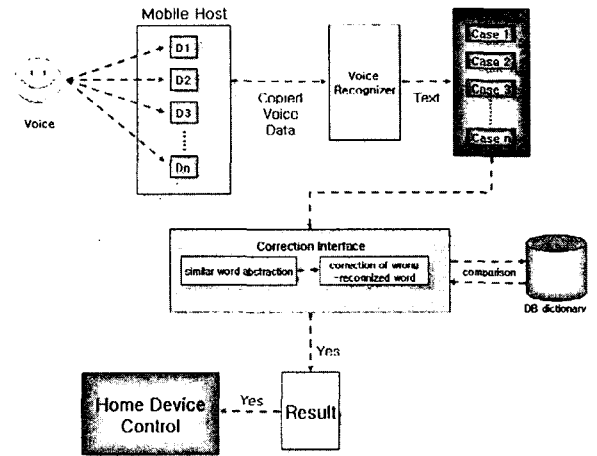 Mobile Host
D1
D2
D3
Dn
Voice
Copied
Voice
Data
Voice
Recognizer
Text
Case 1
Case 2
Case 3
Case n
Correction Interface
similar word abstraction
correction of wrong
-recognized word
comparison
DB dictionary
Yes
Result
Yes
Home Device
Control